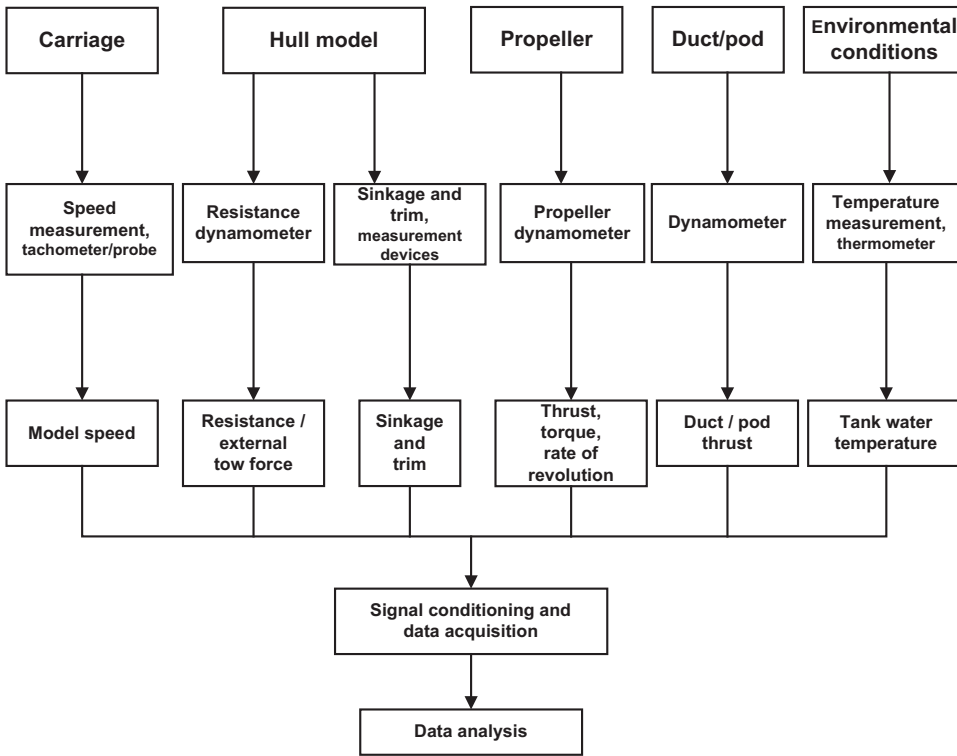 Carriage
Hull model
Propeller
Duct/pod
Environmental
conditions
Speed
measurement,
tachometer/probe
Resistance
dynamometer
Sinkage and
trim,
measurement
devices
Propeller
dynamometer
Dynamometer
Temperature
measurement,
thermometer
Model speed
Resistance /
external
tow force
Sinkage
and
trim
Thrust,
torque,
rate of
revolution
Duct / pod
thrust
Tank water
temperature
Signal conditioning and
data acquisition
Data analysis